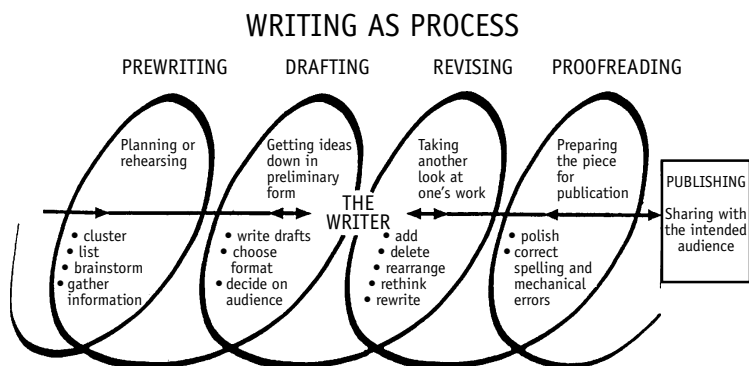 WRITING AS PROCESS
PREWRITING
DRAFTING
REVISING
PROOFREADING
Planning or
rehearsing
Getting ideas
down in
preliminary
form
Taking
another
look at
one's work
Preparing
the piece
for
publication
THE
WRITER
• cluster
• list
• brainstorm
• gather
information
• write drafts
• choose
format
• decide on
audience
• add
• delete
• rearrange
• rethink
• rewrite
• polish
• correct
spelling and
mechanical
errors
PUBLISHING
Sharing with
the intended
audience